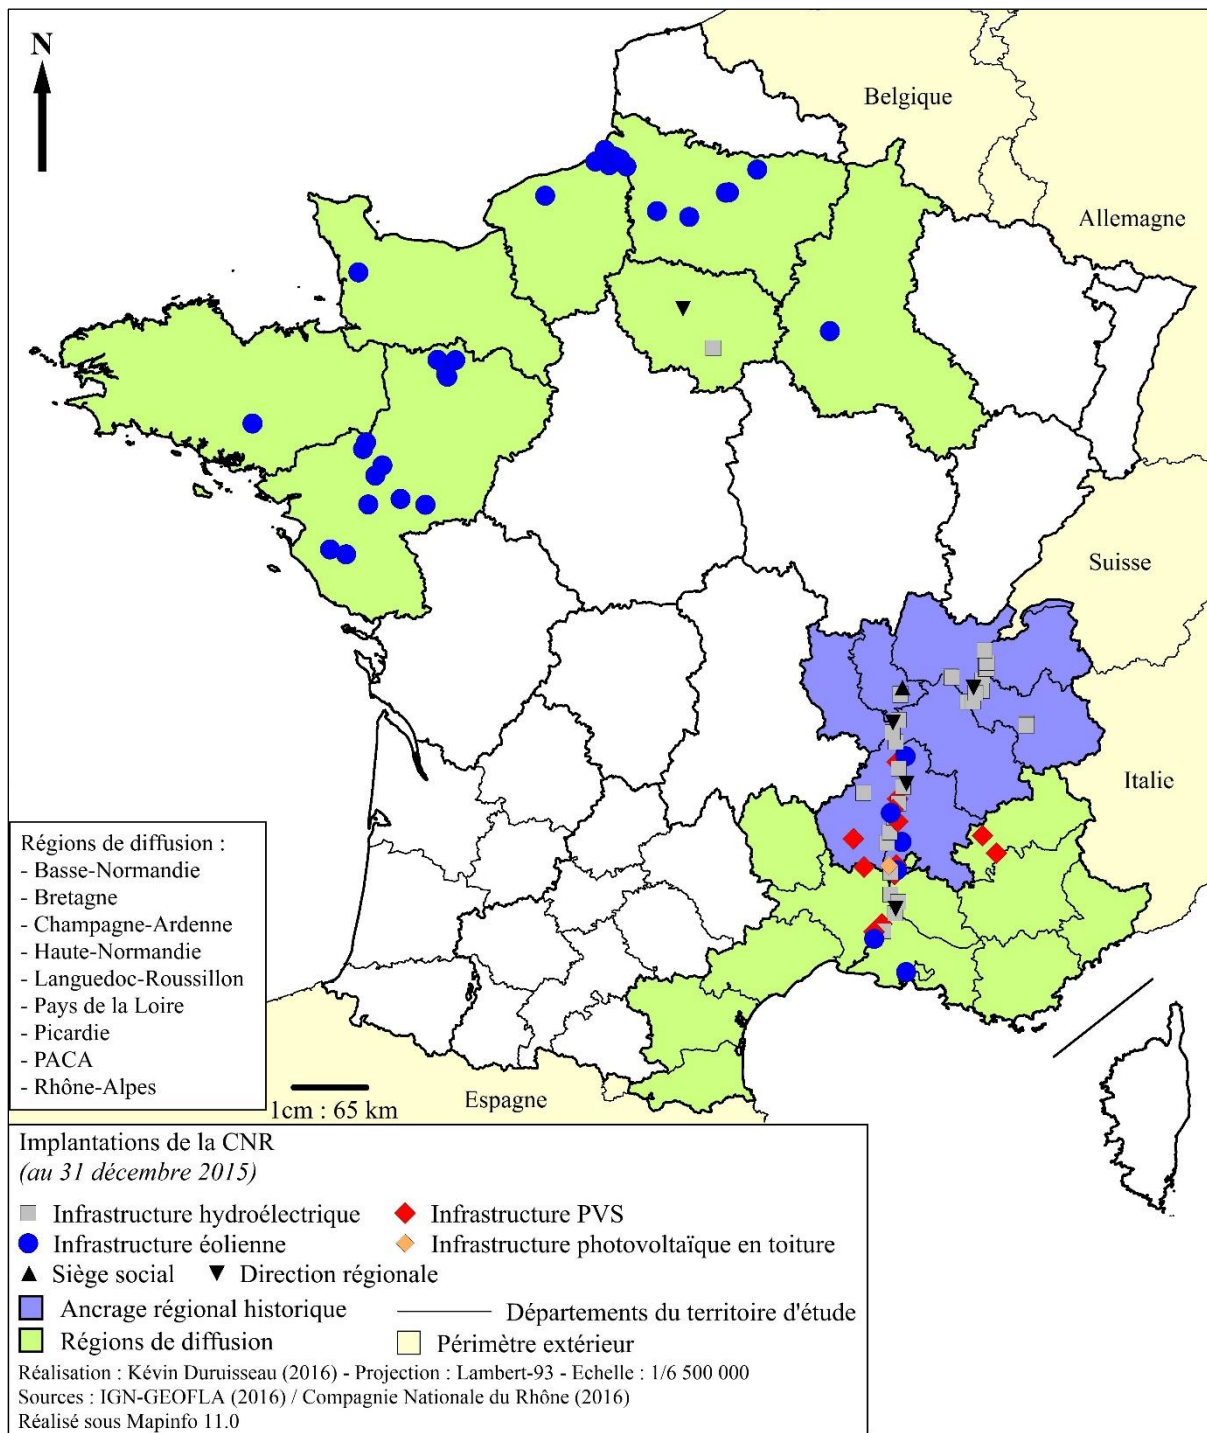 N
Belgique
Allemagne
Suisse
Italie
Régions de diffusion :
- Basse-Normandie
- Bretagne
- Champagne-Ardenne
- Haute-Normandie
- Languedoc-Roussillon
- Pays de la Loire
- Picardie
- PACA
- Rhône-Alpes
1cm : 65 km
Espagne
Implantations de la CNR
(au 31 décembre 2015)
Infrastructure hydroélectrique
Infrastructure PVS
Infrastructure éolienne
Infrastructure photovoltaïque en toiture
Siège social
Direction régionale
Ancrage régional historique
Départements du territoire d'étude
Régions de diffusion
Périmètre extérieur
Réalisation : Kévin Duruisseau (2016) - Projection : Lambert-93 - Echelle : 1/6 500 000
Sources : IGN-GEOFLA (2016) / Compagnie Nationale du Rhône (2016)
Réalisé sous Mapinfo 11.0